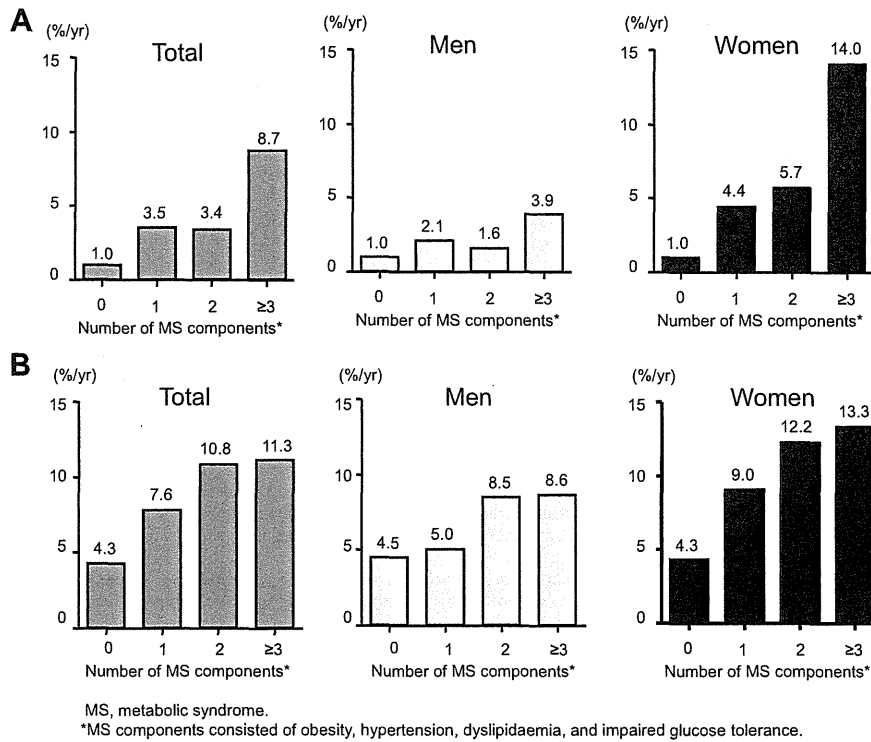 A
(%/yr)
Total
15
10
5
0
1.0
3.5
3.4
8.7
0 1 2 ≥3
Number of MS components*
(%/yr)
Men
15
10
5
0
1.0
2.1
1.6
3.9
0 1 2 ≥3
Number of MS components*
(%/yr)
Women
15
10
5
0
1.0
4.4
5.7
14.0
0 1 2 ≥3
Number of MS components*
B
(%/yr)
Total
15
10
5
0
4.3
7.6
10.8
11.3
0 1 2 ≥3
Number of MS components*
(%/yr)
Men
15
10
5
0
4.5
5.0
8.5
8.6
0 1 2 ≥3
Number of MS components*
(%/yr)
Women
15
10
5
0
4.3
9.0
12.2
13.3
0 1 2 ≥3
Number of MS components*
MS, metabolic syndrome.
*MS components consisted of obesity, hypertension, dyslipidaemia, and impaired glucose tolerance.